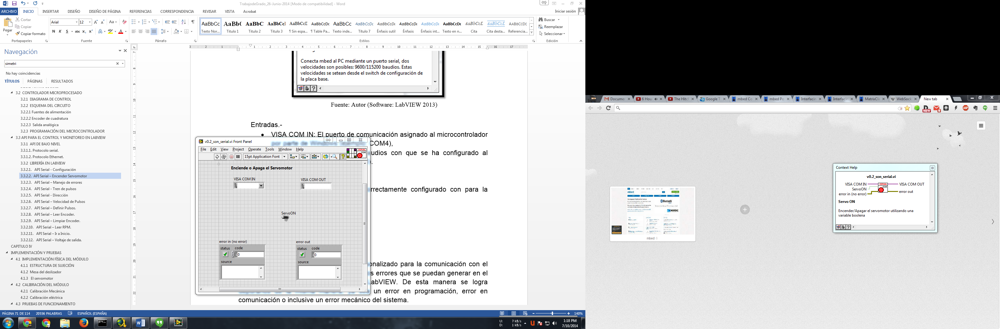 TrabajodeGrado_26-Junio-2014 [Modo de compatibilidad] - Word
ARCHIVO INICIO INSERTAR DISEÑO DISEÑO DE PÁGINA REFERENCIAS CORRESPONDENCIA REVISAR VISTA Acrobat Iniciar sesión
Pegar
Cortar
Copiar
Copiar formato
Arial 12
N K S abc x₂ x²
AaBbCc AaBb( AaBbC AaBbCcI AaBbCcD AaBbCcDc AaBbCc AaBbCcDc AaBbCcDc AaBbCcDc AaBbCcDc AaBbCcDc AaBbCcD AaBbCcD AABBCCDD
Texto Nor... Titulo 1 Titulo 2 Titulo 3 ¶ Sin espa... ¶ Table Pa... Texto inde... Título 7 Énfasis sutil Énfasis Énfasis int... Texto en n... Cita Cita desta... Referencia...
Buscar
Reemplazar
Seleccionar
Portapapeles Fuente Párrafo Estilos Edición
Navegación
simetri
No hay coincidencias
TÍTULOS PÁGINAS RESULTADOS
3.2 CONTROLADOR MICROPROCESADO
3.2.1 DIAGRAMA DE CONTROL
3.2.2 ESQUEMA DEL CIRCUITO
3.2.2.1 Fuentes de alimentación
3.2.2.2 Encoder de cuadratura
3.2.2.3 Salida analógica
3.2.3 PROGRAMACIÓN DEL MICROCONTROLADOR
3.3 API PARA EL CONTROL Y MONITOREO EN LABVIEW
3.3.1 API DE BAJO NIVEL
3.3.1.1. Protocolo serial.
3.3.1.2. Protocolo Ethernet.
3.3.2 LIBRERÍA EN LABVIEW
3.3.2.1. API Serial - Configuración
3.3.2.2. API Serial – Encender Servomotor
3.3.2.3. API Serial – Manejo de errores
3.3.2.4. API Serial - Tren de pulsos
3.3.2.5. API Serial - Dirección
3.3.2.6. API Serial – Velocidad de Pulsos
3.3.2.7. API Serial – Definir Pulsos.
3.3.2.8. API Serial – Leer Encoder.
3.3.2.9. API Serial – Limpiar Encoder.
3.3.2.10. API Serial – Leer RPM.
3.3.2.11. API Serial – Ir a Inicio.
3.3.2.12. API Serial – Voltaje de salida.
CAPITULO IV
IMPLEMENTACIÓN Y PRUEBAS
4.1 IMPLEMENTACIÓN FÍSICA DEL MÓDULO
4.1.1 ESTRUCTURA DE SUJECIÓN
4.1.2 Mesa del deslizador
4.1.3 El servomotor
4.2 CALIBRACIÓN DEL MÓDULO
4.2.1 Calibración Mecánica
4.2.2 Calibración eléctrica
4.3 PRUEBAS DE FUNCIONAMIENTO
Conecta mbed al PC mediante un puerto serial, dos
velocidades son posibles: 9600/115200 baudios. Estas
velocidades se setean desde el switch de configuración de
la placa base.
Fuente: Autor (Software: LabVIEW 2013)
Entradas.-
• VISA COM IN: El puerto de comunicación asignado al microcontrolador
COM4),
udios con que se ha configurado al
rrectamente configurado con para la
nalizado para la comunicación con el
s errores que se puedan generar en el
abVIEW. De esta manera se logra
un error en programación, error en
comunicación o inclusive un error mecánico del sistema.
v0.2_son_serial.vi Front Panel
File Edit View Project Operate Tools Window Help
15pt Application Font
SERIAL
SON
Enciende o Apaga el Servomotor
VISA COM IN VISA COM OUT
ServoON
error in (no error) error out
status code status code
0 0
source source
PÁGINA 71 DE 114 20556 PALABRAS ESPAÑOL (ESPAÑA) 140%
U: 7 kB/s
D: 1 kB/s
1:18 PM
7/10/2014
Documer 6 Hour The Hitch Google T mbed Co mbed Po Interfacin Interfacin MatrixCla WebSock New tab
NEW 8 ABP
mbed
Bluetooth
NORDIC
mbed 6
Context Help
v0.2_son_serial.vi
VISA COM IN VISA COM OUT
ServoON
error in (no error) error out
SERIAL
SON
Servo ON
Encender/Apagar el servomotor utilizando una
variable boolena